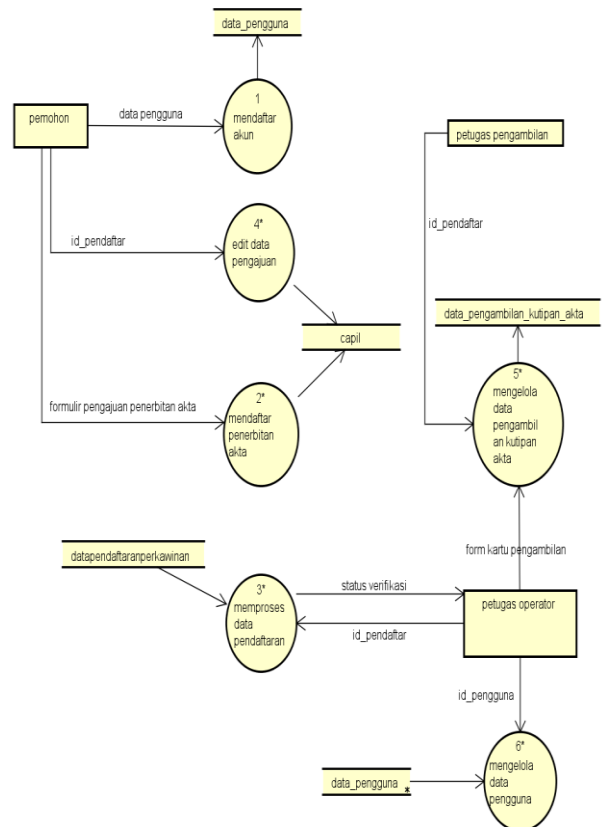 data_pengguna
1
mendaftar
akun
pemohon
data pengguna
petugas pengambilan
4*
edit data
pengajuan
id_pendaftar
id_pendaftar
data_pengambilan_kutipan_akta
capil
formulir pengajuan penerbitan akta
2*
mendaftar
penerbitan
akta
5*
mengelola
data
pengambil
an kutipan
akta
datapendaftaranperkawinan
form kartu pengambilan
3*
memproses
data
pendaftaran
status verifikasi
id_pendaftar
petugas operator
id_pengguna
6*
mengelola
data
pengguna
data_pengguna *